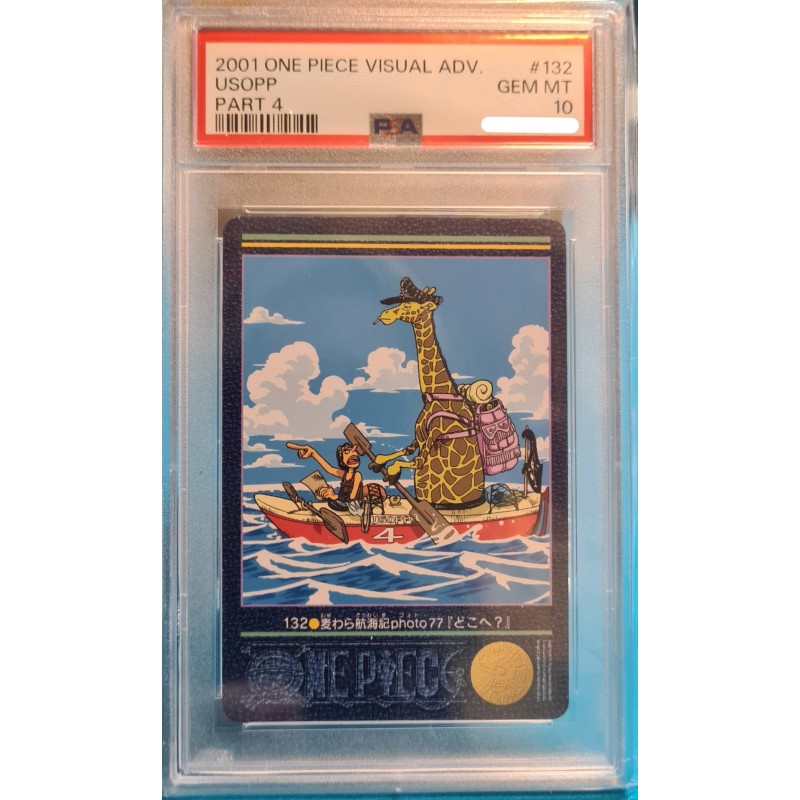 2001 ONE PIECE VISUAL ADV. #132
USOPP GEM MT
PART 4 10
PSA
4
132●麦わら航海記photo77『どこへ?』
ONE PIECE